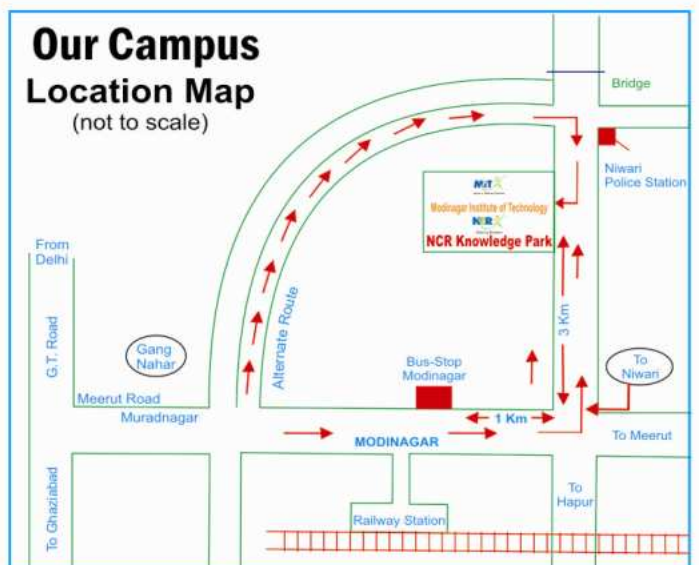 Our Campus
Location Map
(not to scale)
Bridge
Niwari
Police Station
MiT
Modinagar Institute of Technology
NCR
NCR Knowledge Park
From
Delhi
G.T. Road
Gang
Nahar
Alternate Route
3 Km
Bus-Stop
Modinagar
To
Niwari
Meerut Road
Muradnagar
1 Km
MODINAGAR
To Meerut
To Ghaziabad
To
Hapur
Railway Station